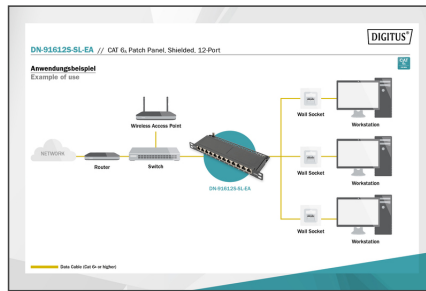 DIGITUS®
DN-91612S-SL-EA // CAT 6A Patch Panel, Shielded, 12-Port
CAT
Anwendungsbeispiel
Example of use
Wireless Access Point
NETWORK
Router
Switch
DN-91612S-SL-EA
Wall Socket
Workstation
Wall Socket
Workstation
Wall Socket
Workstation
Data Cable (Cat 6A or higher)